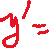 y' =